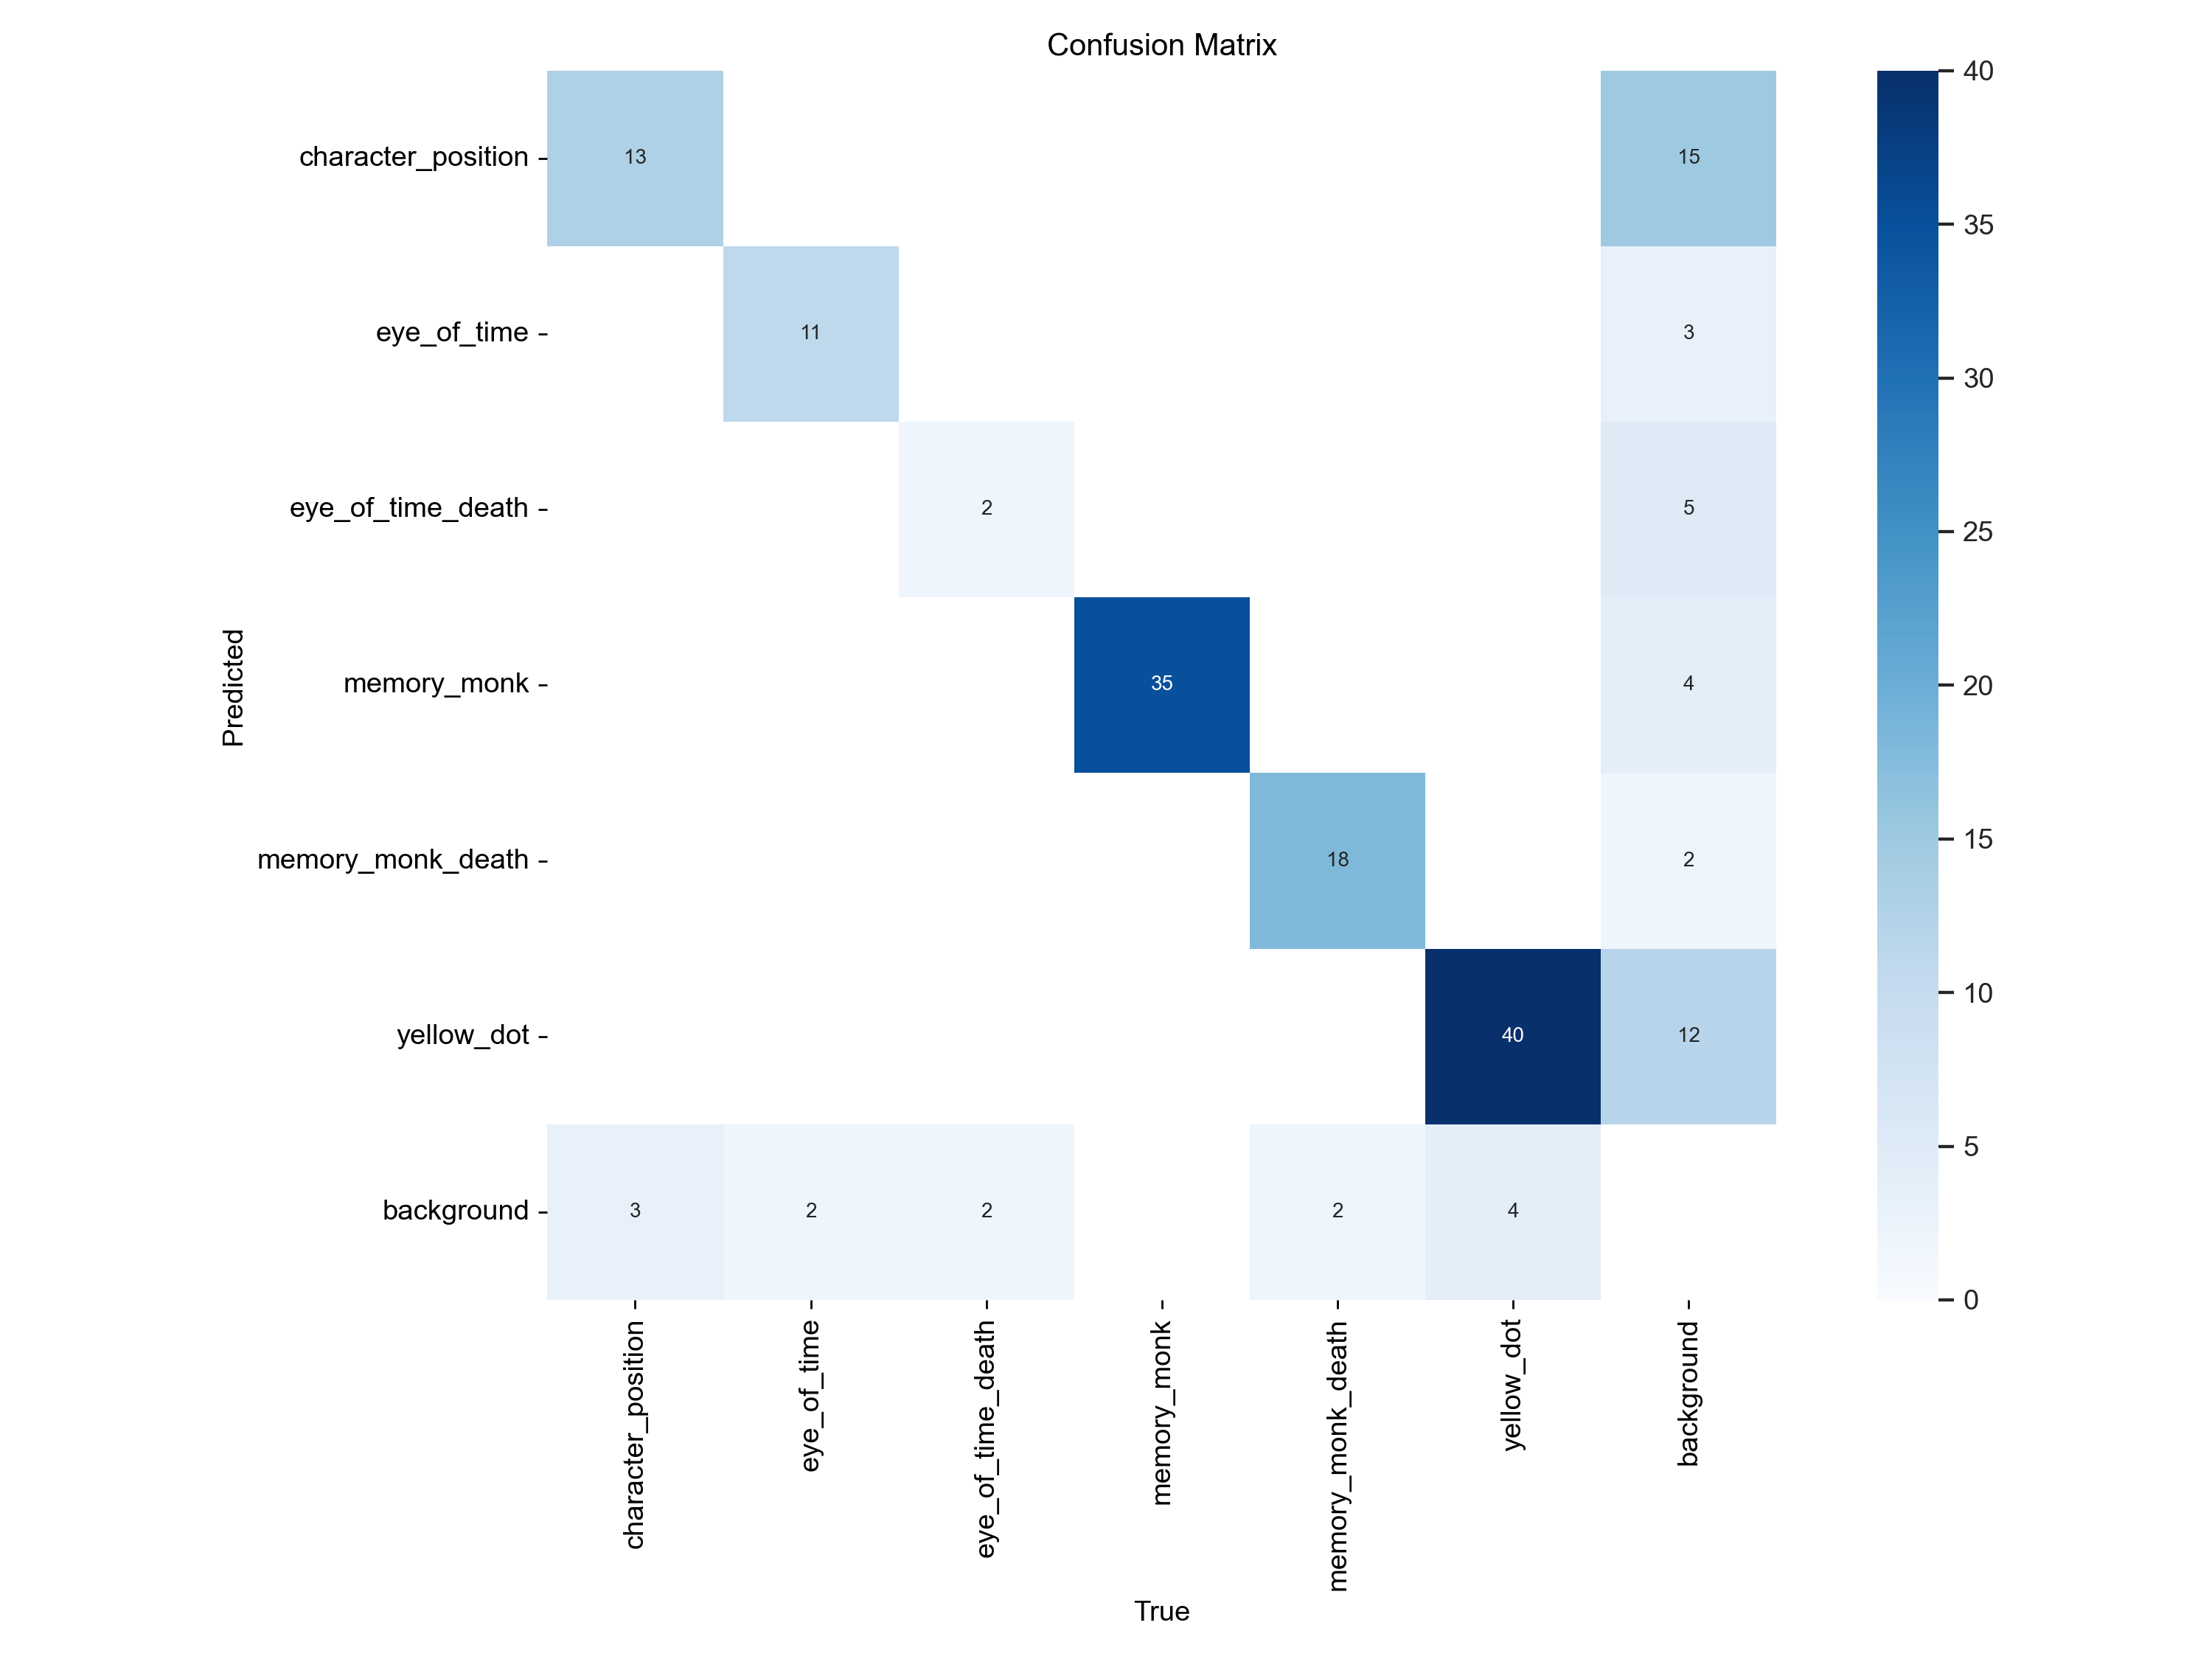 Confusion Matrix
character_position
13
15
eye_of_time
11
3
eye_of_time_death
2
5
memory_monk
35
4
memory_monk_death
18
2
yellow_dot
40
12
background
3
2
2
2
4
Predicted
character_position
eye_of_time
eye_of_time_death
memory_monk
memory_monk_death
yellow_dot
background
True
40
35
30
25
20
15
10
5
0